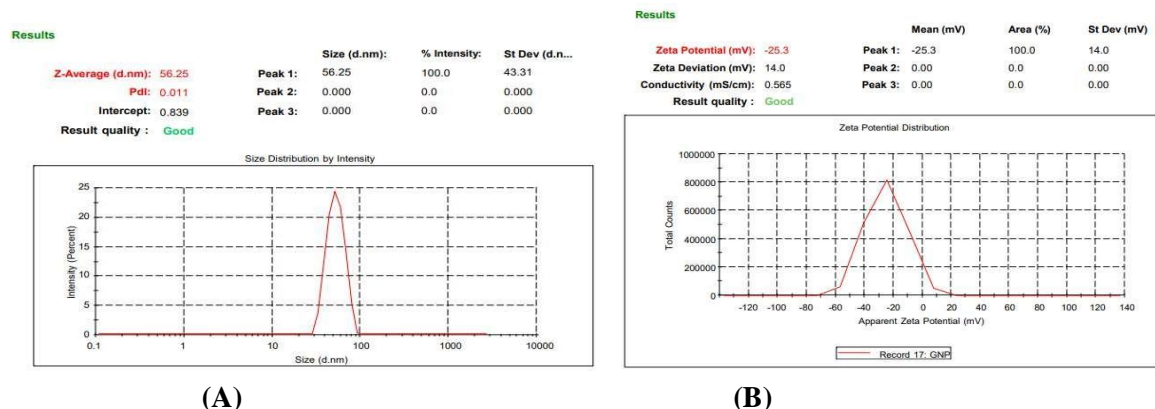 Results
Size (d.nm): % Intensity: St Dev (d.n...
Z-Average (d.nm): 56.25 Peak 1: 56.25 100.0 43.31
PdI: 0.011 Peak 2: 0.000 0.0 0.000
Intercept: 0.839 Peak 3: 0.000 0.0 0.000
Result quality : Good
Size Distribution by Intensity
Intensity (Percent)
25
20
15
10
5
0
0.1 1 10 100 1000 10000
Size (d.nm)
(A)
Results
Mean (mV) Area (%) St Dev (mV)
Zeta Potential (mV): -25.3 Peak 1: -25.3 100.0 14.0
Zeta Deviation (mV): 14.0 Peak 2: 0.00 0.0 0.00
Conductivity (mS/cm): 0.565 Peak 3: 0.00 0.0 0.00
Result quality : Good
Zeta Potential Distribution
Total Counts
1000000
800000
600000
400000
200000
0
-120 -100 -80 -60 -40 -20 0 20 40 60 80 100 120 140
Apparent Zeta Potential (mV)
Record 17: GNP
(B)